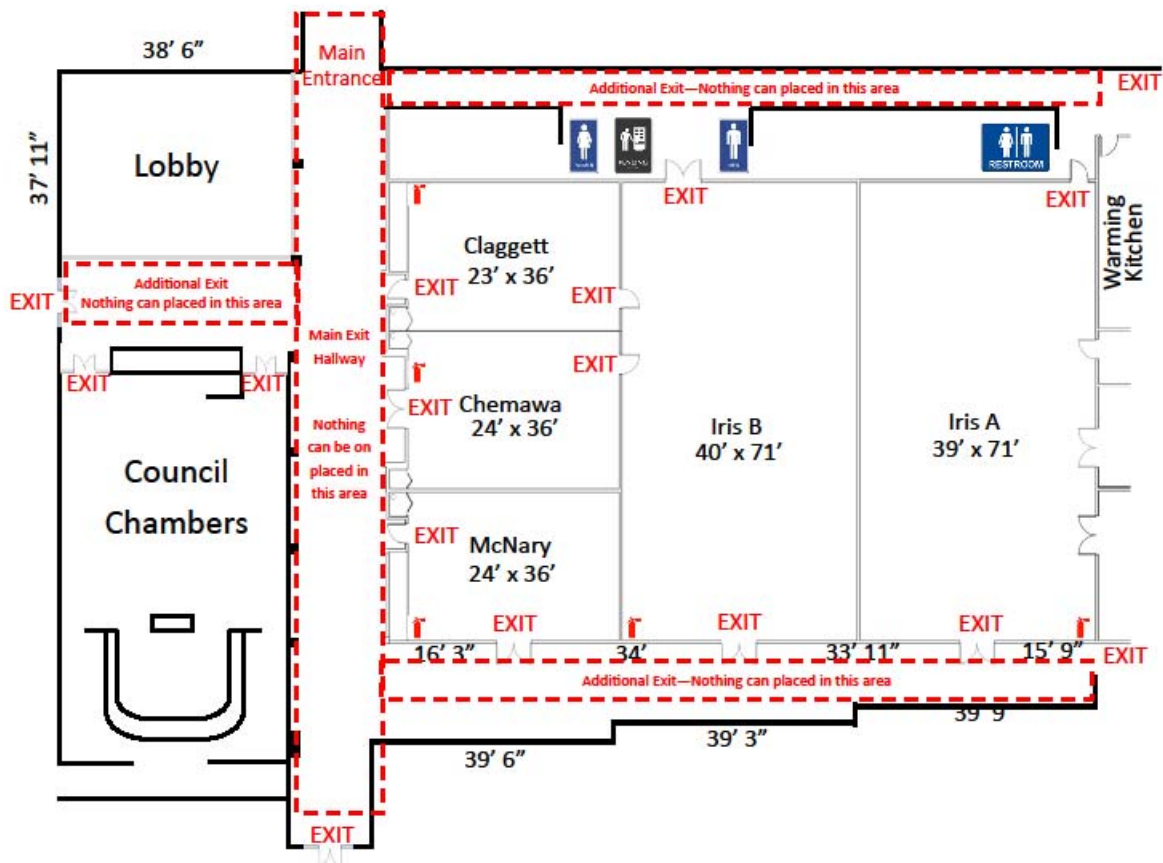 38' 6"
Main
Entrance
Additional Exit—Nothing can placed in this area
EXIT
37' 11"
Lobby
RESTROOM
EXIT
EXIT
Warming
Kitchen
Claggett
23' x 36'
Additional Exit
Nothing can placed in this area
EXIT
EXIT
EXIT
Main Exit
Hallway
EXIT
EXIT
EXIT
EXIT
Chemawa
24' x 36'
Iris B
40' x 71'
Iris A
39' x 71'
Nothing
can be on
placed in
this area
Council
Chambers
EXIT
McNary
24' x 36'
EXIT
EXIT
EXIT
16' 3"
34'
33' 11"
15' 9"
EXIT
Additional Exit—Nothing can placed in this area
39' 9
39' 3"
39' 6"
EXIT